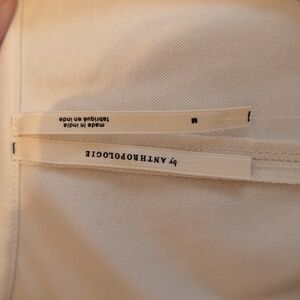 by ANTHROPOLOGIE
M
made in india
fabriqué en inde